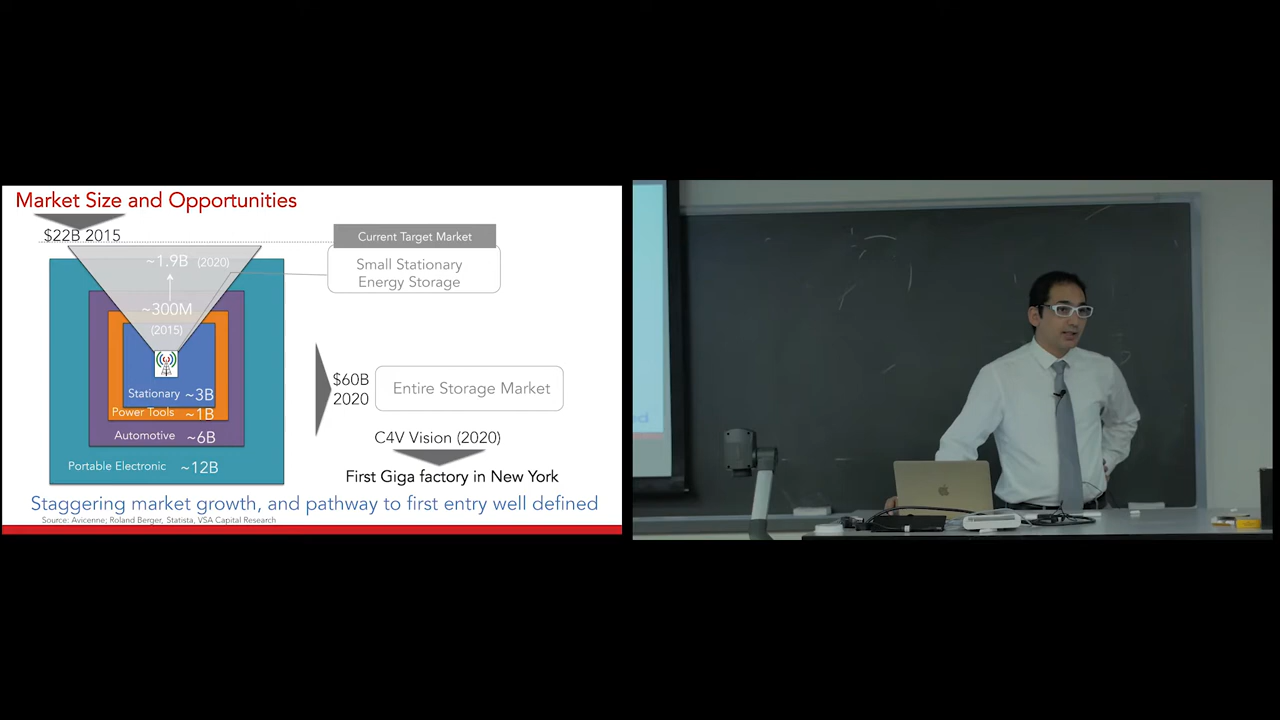 Market Size and Opportunities
$22B 2015
Current Target Market
~1.9B (2020)
Small Stationary
Energy Storage
~300M
(2015)
Stationary ~3B
Power Tools ~1B
Automotive ~6B
Portable Electronic ~12B
$60B
2020
Entire Storage Market
C4V Vision (2020)
First Giga factory in New York
Staggering market growth, and pathway to first entry well defined
Source: Avicenne; Roland Berger, Statista, VSA Capital Research